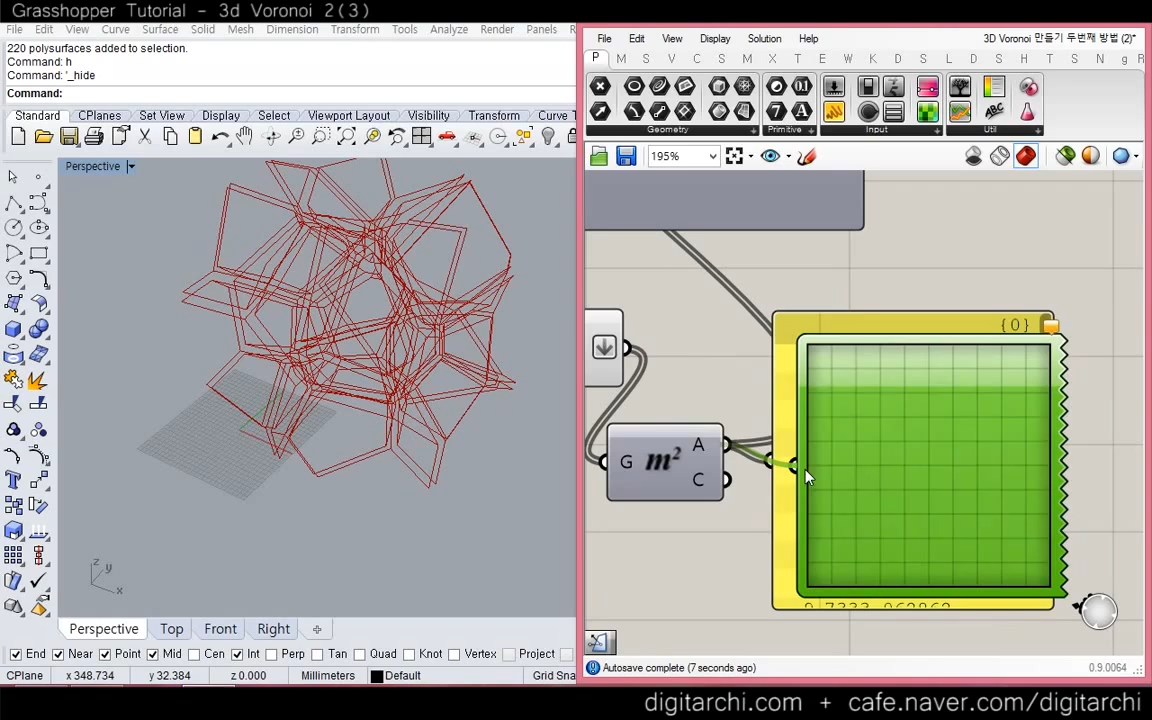 Grasshopper Tutorial - 3d Voronoi 2(3)
File Edit View Curve Surface Solid Mesh Dimension Transform Tools Analyze Render Panels
220 polysurfaces added to selection.
Command: h
Command: '_hide
Command:
Standard CPlanes Set View Display Select Viewport Layout Visibility Transform Curve
Perspective
z
y
x
Perspective Top Front Right
End Near Point Mid Cen Int Perp Tan Quad Knot Vertex Project
CPlane x 348.734 y 32.384 z 0.000 Millimeters Default Grid Sna
File Edit View Display Solution Help 3D Voronoi 만들기 두번째 방법 (2)*
P M S V C S M X T E W R L D S H T M S T N g
Geometry Primitive Input Util
195%
{0}
G m² A
C
Autosave complete (7 seconds ago) 0.9.0064
digitarchi.com + cafe.naver.com/digitarchi